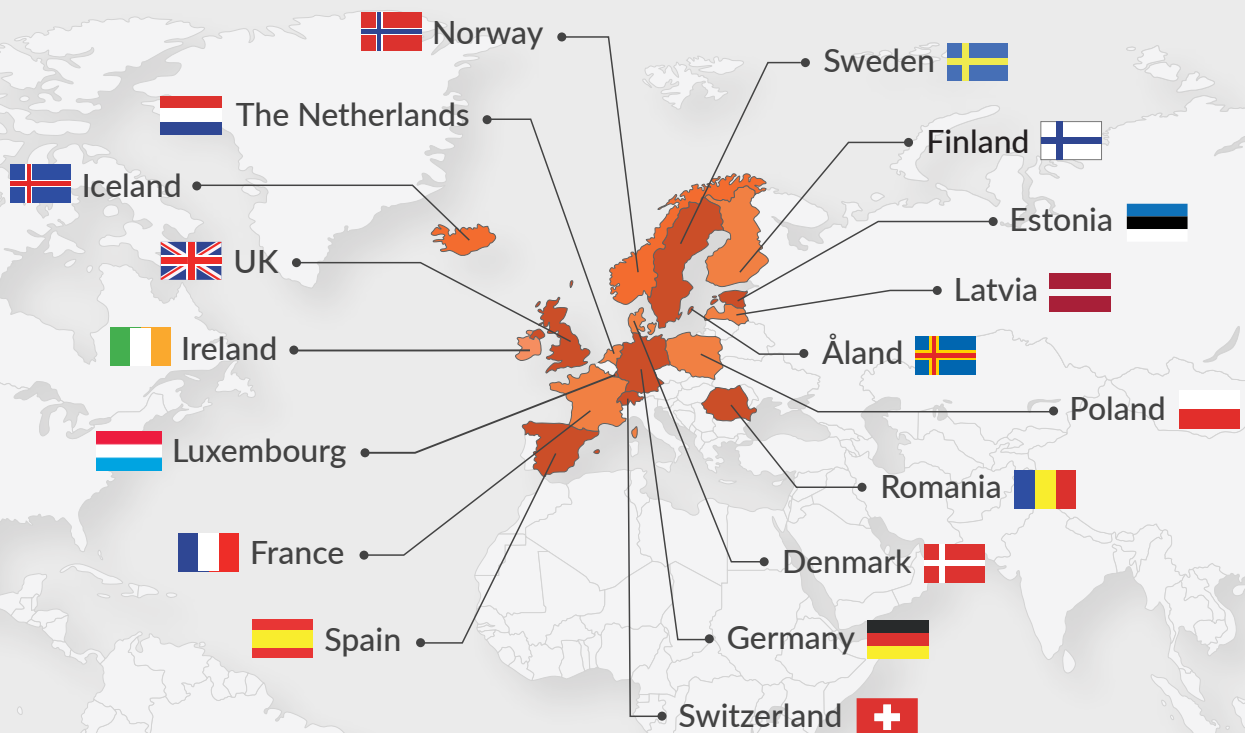 Norway
Sweden
The Netherlands
Finland
Iceland
Estonia
UK
Latvia
Ireland
Åland
Poland
Luxembourg
Romania
France
Denmark
Spain
Germany
Switzerland